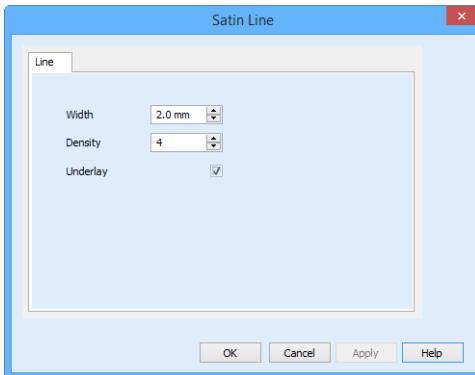 Satin Line
Line
Width 2.0 mm
Density 4
Underlay
OK Cancel Apply Help